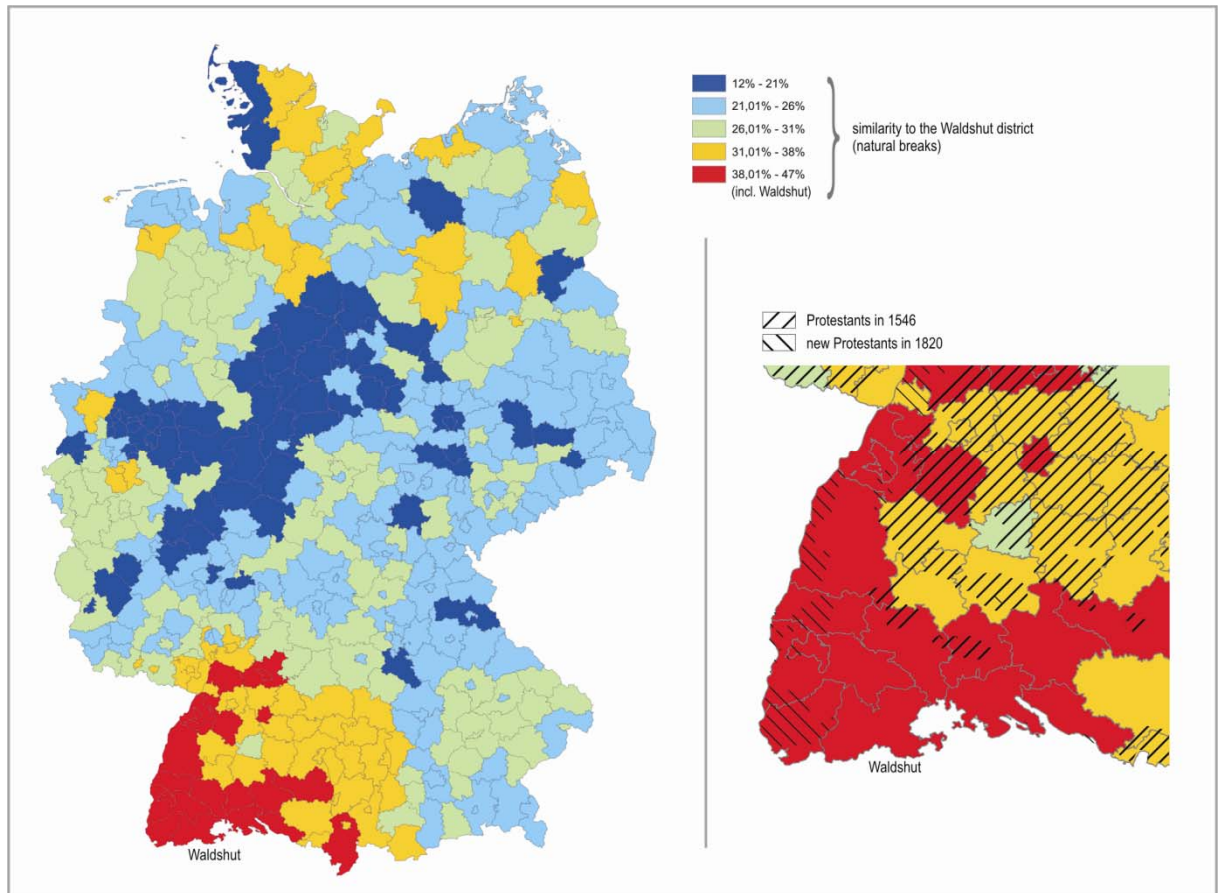 12% - 21%
21,01% - 26%
26,01% - 31%
31,01% - 38%
38,01% - 47%
(incl. Waldshut)
similarity to the Waldshut district
(natural breaks)
Protestants in 1546
new Protestants in 1820
Waldshut
Waldshut